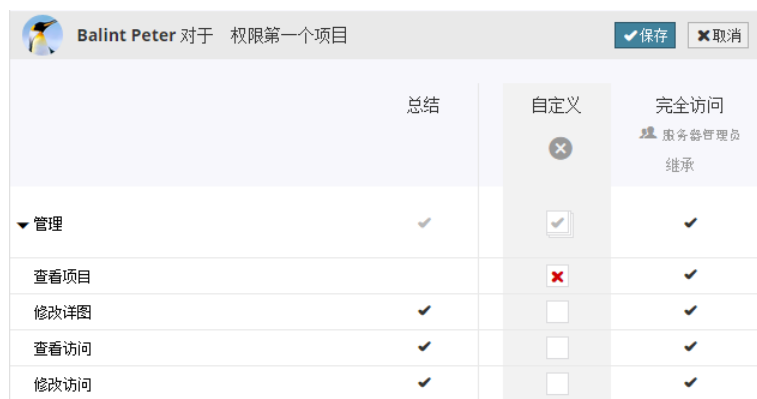 Balint Peter 对于 权限第一个项目
保存 取消
总结 自定义 完全访问
服务器管理员
继承
管理
查看项目
修改详图
查看访问
修改访问